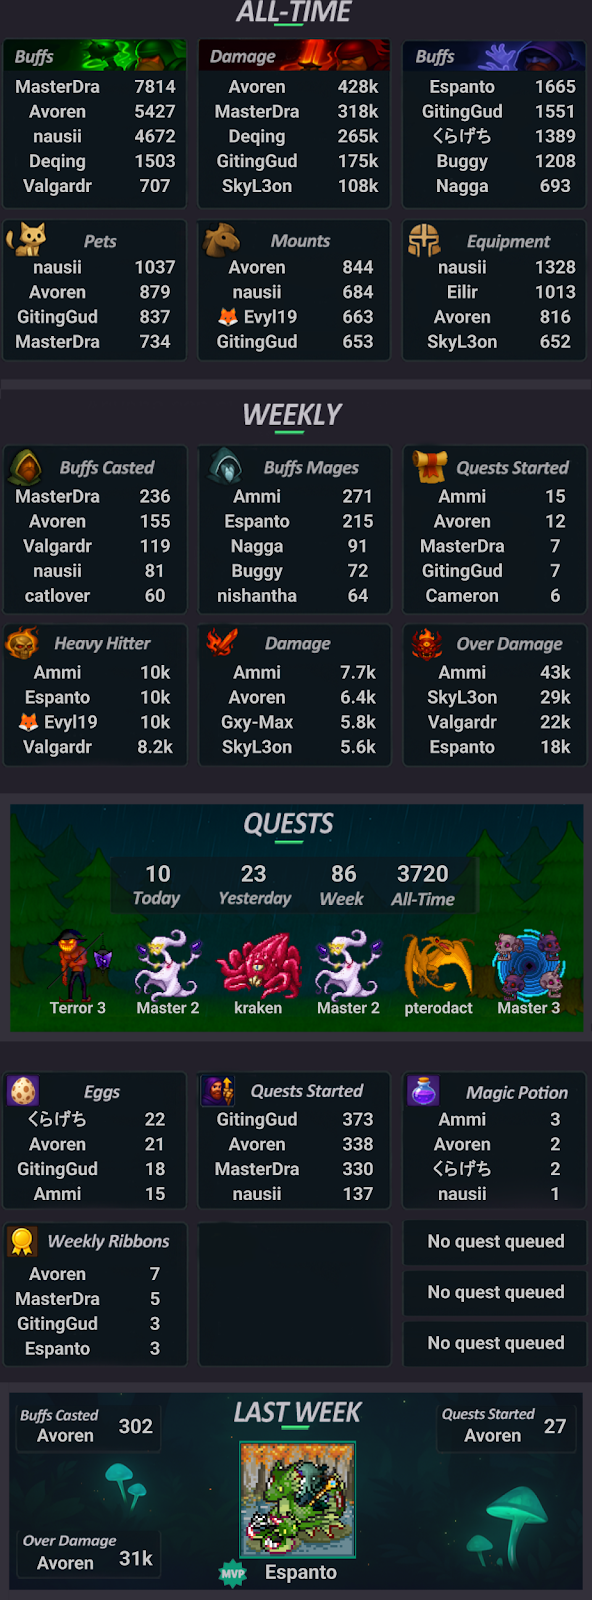 ALL-TIME
Buffs
MasterDra 7814
Avoren 5427
nausii 4672
Deqing 1503
Valgardr 707
Damage
Avoren 428k
MasterDra 318k
Deqing 265k
GitingGud 175k
SkyL3on 108k
Buffs
Espanto 1665
GitingGud 1551
くらげち 1389
Buggy 1208
Nagga 693
Pets
nausii 1037
Avoren 879
GitingGud 837
MasterDra 734
Mounts
Avoren 844
nausii 684
🦊 Evyl19 663
GitingGud 653
Equipment
nausii 1328
Eilir 1013
Avoren 816
SkyL3on 652
WEEKLY
Buffs Casted
MasterDra 236
Avoren 155
Valgardr 119
nausii 81
catlover 60
Buffs Mages
Ammi 271
Espanto 215
Nagga 91
Buggy 72
nishantha 64
Quests Started
Ammi 15
Avoren 12
MasterDra 7
GitingGud 7
Cameron 6
Heavy Hitter
Ammi 10k
Espanto 10k
🦊 Evyl19 10k
Valgardr 8.2k
Damage
Ammi 7.7k
Avoren 6.4k
Gxy-Max 5.8k
SkyL3on 5.6k
Over Damage
Ammi 43k
SkyL3on 29k
Valgardr 22k
Espanto 18k
QUESTS
10 23 86 3720
Today Yesterday Week All-Time
Terror 3 Master 2 kraken Master 2 pterodact Master 3
Eggs
くらげち 22
Avoren 21
GitingGud 18
Ammi 15
Quests Started
GitingGud 373
Avoren 338
MasterDra 330
nausii 137
Magic Potion
Ammi 3
Avoren 2
くらげち 2
nausii 1
Weekly Ribbons
Avoren 7
MasterDra 5
GitingGud 3
Espanto 3
No quest queued
No quest queued
No quest queued
LAST WEEK
Buffs Casted
Avoren 302
Quests Started
Avoren 27
Over Damage
Avoren 31k
MVP Espanto